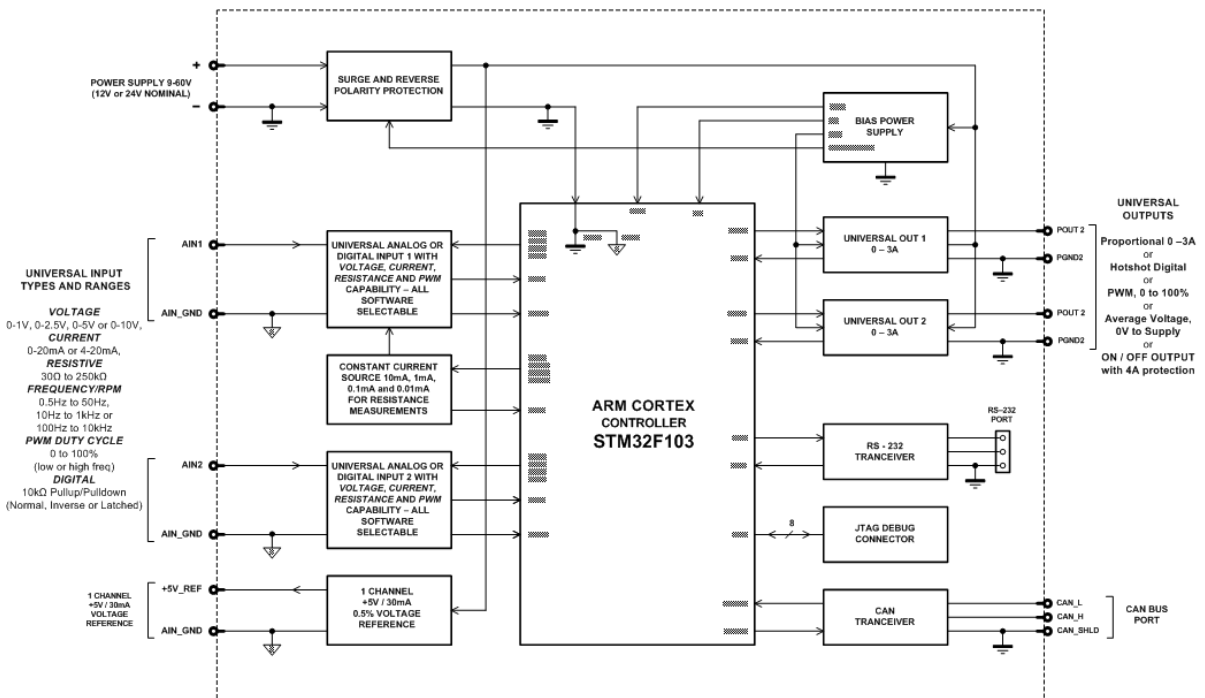 +
POWER SUPPLY 9-60V
(12V or 24V NOMINAL)
–
SURGE AND REVERSE
POLARITY PROTECTION
BIAS POWER
SUPPLY
UNIVERSAL INPUT
TYPES AND RANGES
VOLTAGE
0-1V, 0-2.5V, 0-5V or 0-10V,
CURRENT
0-20mA or 4-20mA,
RESISTIVE
30Ω to 250kΩ
FREQUENCY/RPM
0.5Hz to 50Hz,
10Hz to 1kHz or
100Hz to 10kHz
PWM DUTY CYCLE
0 to 100%
(low or high freq.)
DIGITAL
10kΩ Pullup/Pulldown
(Normal, Inverse or Latched)
AIN1
AIN_GND
UNIVERSAL ANALOG OR
DIGITAL INPUT 1 WITH
VOLTAGE, CURRENT,
RESISTANCE AND PWM
CAPABILITY – ALL
SOFTWARE
SELECTABLE
CONSTANT CURRENT
SOURCE 10mA, 1mA,
0.1mA and 0.01mA
FOR RESISTANCE
MEASUREMENTS
AIN2
AIN_GND
UNIVERSAL ANALOG OR
DIGITAL INPUT 2 WITH
VOLTAGE, CURRENT,
RESISTANCE AND PWM
CAPABILITY – ALL
SOFTWARE
SELECTABLE
1 CHANNEL
+5V / 30mA
VOLTAGE
REFERENCE
+5V_REF
AIN_GND
1 CHANNEL
+5V / 30mA
0.5% VOLTAGE
REFERENCE
ARM CORTEX
CONTROLLER
STM32F103
UNIVERSAL OUT 1
0 – 3A
UNIVERSAL OUT 2
0 – 3A
POUT 2
PGND2
POUT 2
PGND2
UNIVERSAL
OUTPUTS
Proportional 0 –3A
or
Hotshot Digital
or
PWM, 0 to 100%
or
Average Voltage,
0V to Supply
or
ON / OFF OUTPUT
with 4A protection
RS - 232
TRANCEIVER
RS–232
PORT
8
JTAG DEBUG
CONNECTOR
CAN
TRANCEIVER
CAN_L
CAN_H
CAN_SHLD
CAN BUS
PORT